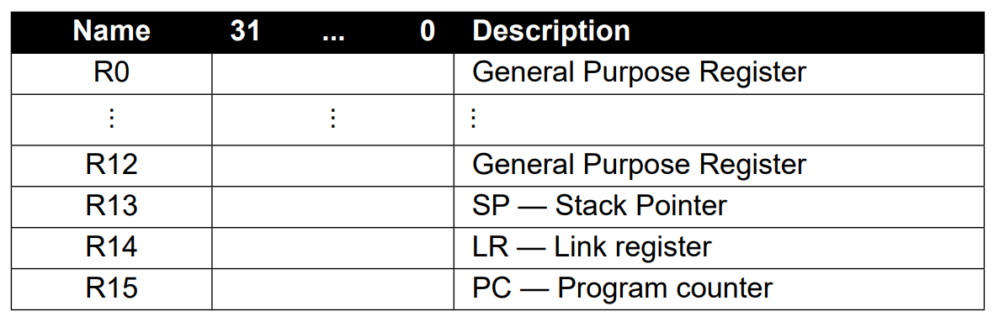 Name 31 ... 0 Description
R0 General Purpose Register
⋮ ⋮ ⋮
R12 General Purpose Register
R13 SP — Stack Pointer
R14 LR — Link register
R15 PC — Program counter